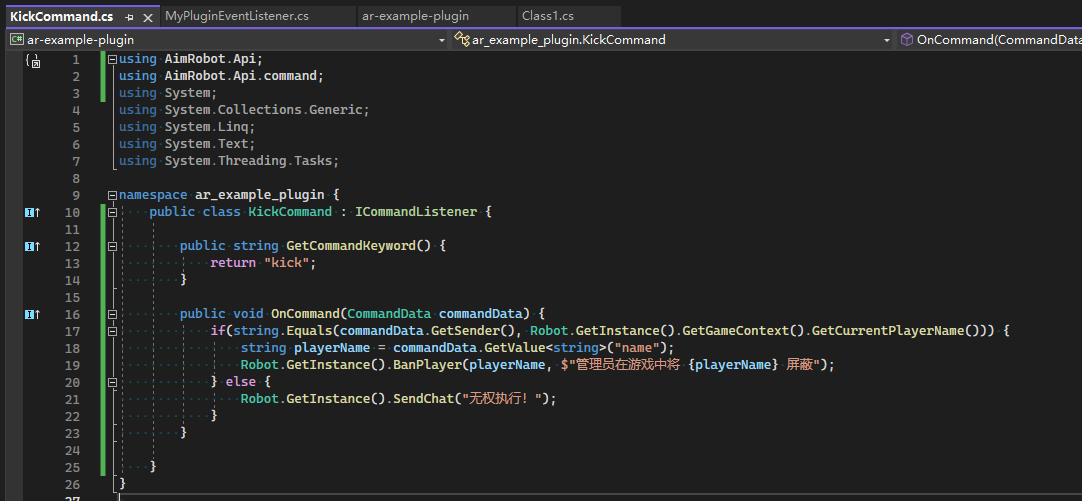 KickCommand.cs MyPluginEventListener.cs ar-example-plugin Class1.cs
C# ar-example-plugin ar_example_plugin.KickCommand OnCommand(CommandData
1 using AimRobot.Api;
2 using AimRobot.Api.command;
3 using System;
4 using System.Collections.Generic;
5 using System.Linq;
6 using System.Text;
7 using System.Threading.Tasks;
8
9 namespace ar_example_plugin {
10 public class KickCommand : ICommandListener {
11
12 public string GetCommandKeyword() {
13 return "kick";
14 }
15
16 public void OnCommand(CommandData commandData) {
17 if(string.Equals(commandData.GetSender(), Robot.GetInstance().GetGameContext().GetCurrentPlayerName())) {
18 string playerName = commandData.GetValue<string>("name");
19 Robot.GetInstance().BanPlayer(playerName, $"管理员在游戏中将 {playerName} 屏蔽");
20 } else {
21 Robot.GetInstance().SendChat("无权执行！");
22 }
23 }
24
25 }
26 }
27